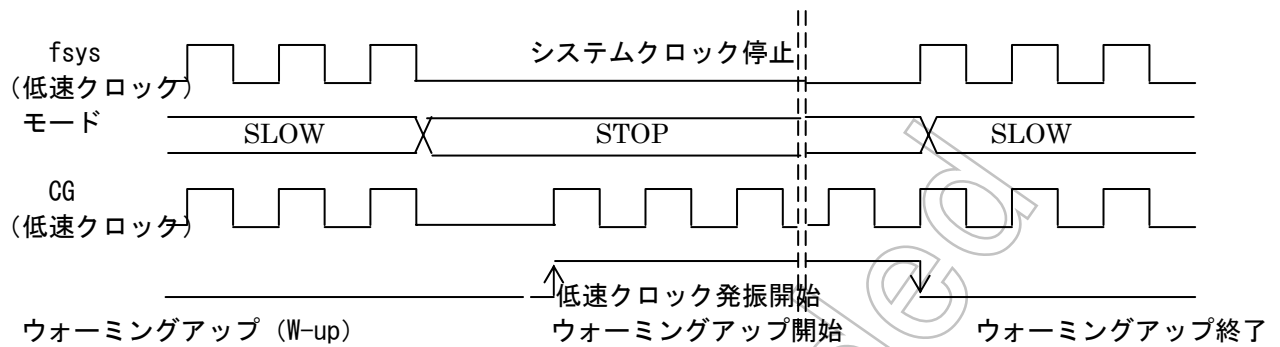 fsys
(低速クロック)
システムクロック停止
モード
SLOW
STOP
SLOW
CG
(低速クロック)
低速クロック発振開始
ウォーミングアップ (W-up)
ウォーミングアップ開始
ウォーミングアップ終了